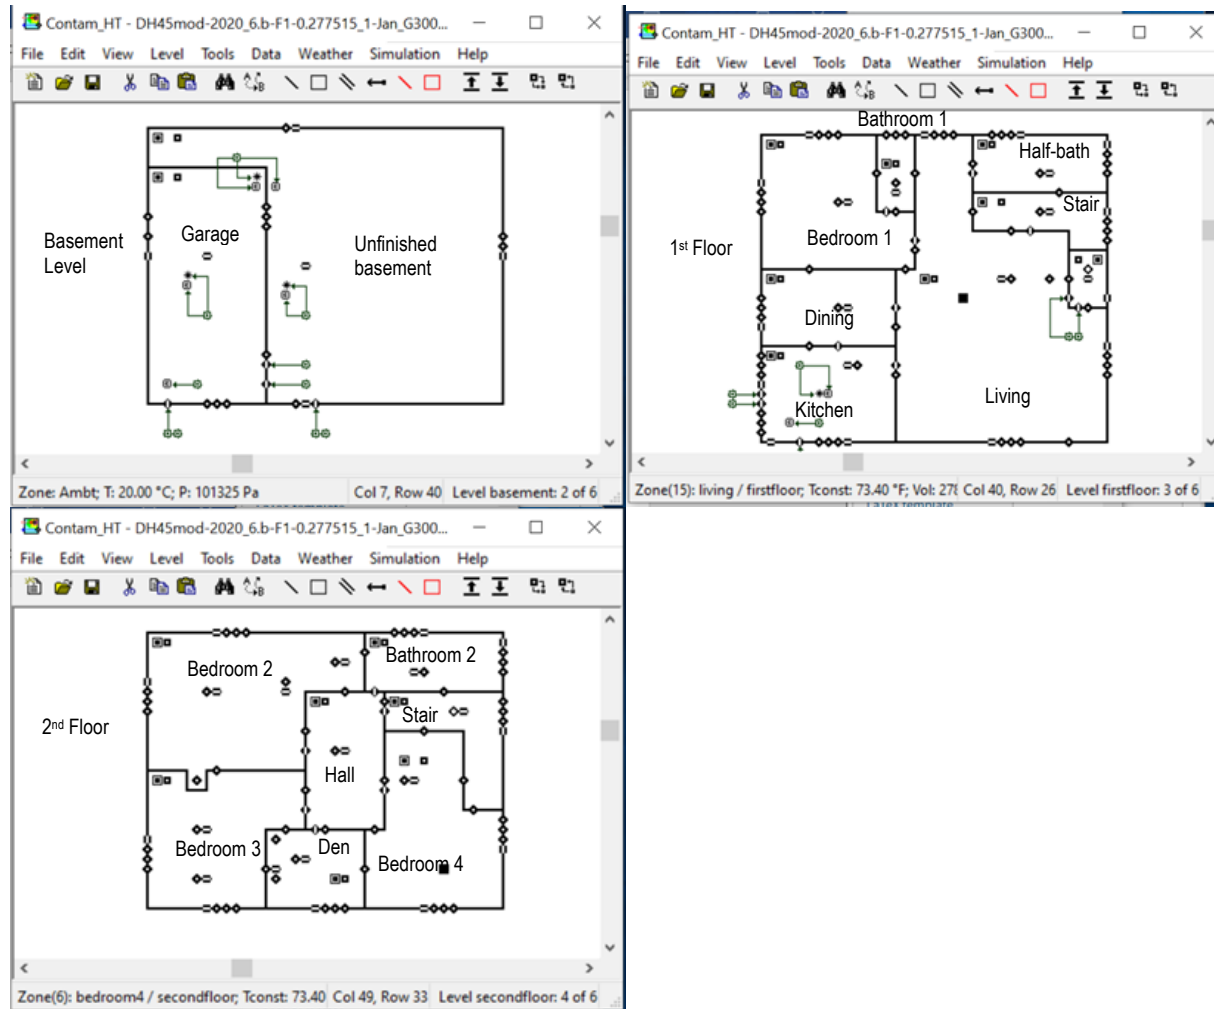 Contam_HT - DH45mod-2020_6.b-F1-0.277515_1-Jan_G300...
File Edit View Level Tools Data Weather Simulation Help
Basement
Level
Garage
Unfinished
basement
Zone: Ambt; T: 20.00 °C; P: 101325 Pa
Col 7, Row 40
Level basement: 2 of 6
Contam_HT - DH45mod-2020_6.b-F1-0.277515_1-Jan_G300...
File Edit View Level Tools Data Weather Simulation Help
Bathroom 1
Half-bath
Stair
1st Floor
Bedroom 1
Dining
Kitchen
Living
Zone(15): living / firstfloor; Tconst: 73.40 °F; Vol: 278
Col 40, Row 26
Level firstfloor: 3 of 6
Contam_HT - DH45mod-2020_6.b-F1-0.277515_1-Jan_G300...
File Edit View Level Tools Data Weather Simulation Help
Bedroom 2
Bathroom 2
2nd Floor
Stair
Hall
Bedroom 3
Den
Bedroom 4
Zone(6): bedroom4 / secondfloor; Tconst: 73.40
Col 49, Row 33
Level secondfloor: 4 of 6